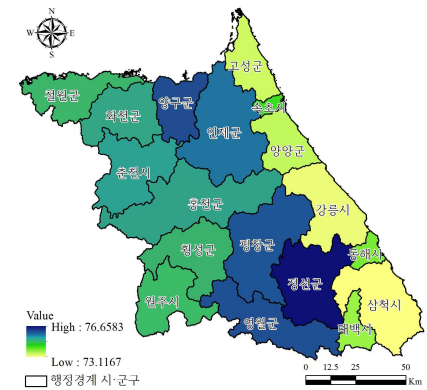 N
W E
S
고성군
철원군
양구군
속초시
화천군
인제군
양양군
춘천시
홍천군
강릉시
횡성군
평창군
동해시
정선군
원주시
삼척시
태백시
영월군
Value
High : 76.6583
Low : 73.1167
행정경계 시·군구
0 12.5 25 50
Km